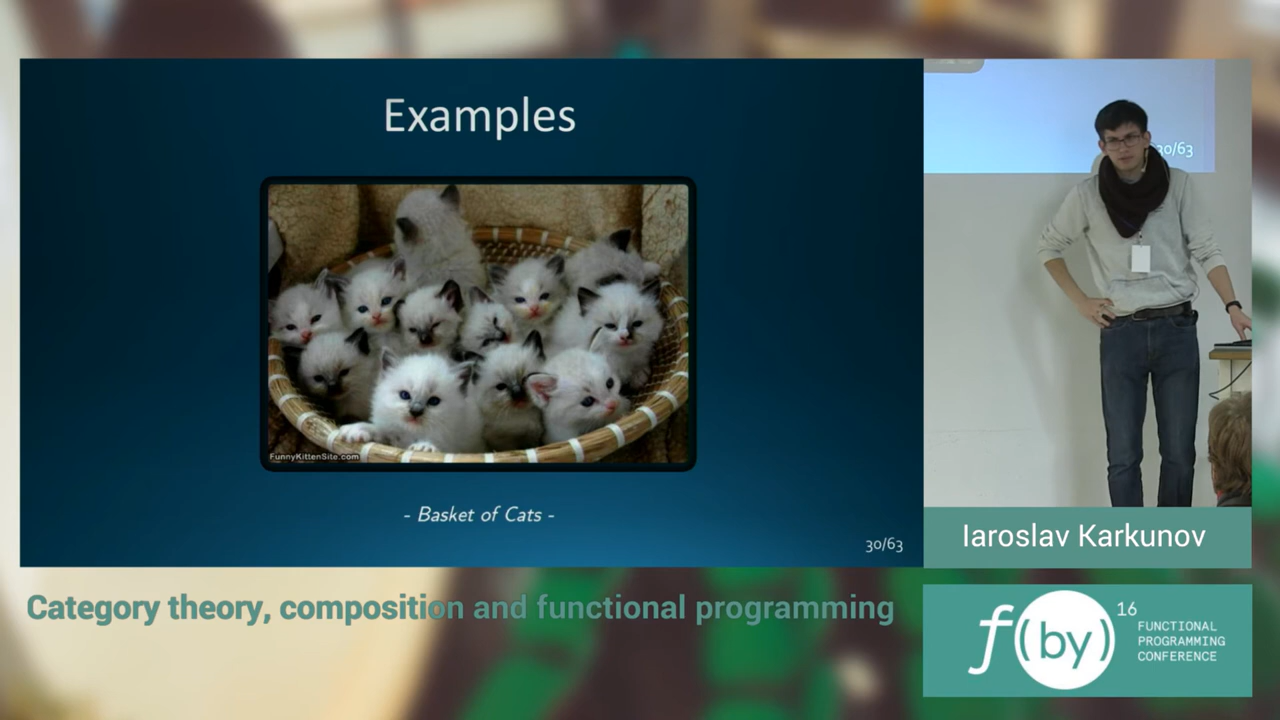 Examples
FunnyKittenSite.com
- Basket of Cats -
30/63
30/63
Iaroslav Karkunov
Category theory, composition and functional programming
f(by)
16
FUNCTIONAL
PROGRAMMING
CONFERENCE